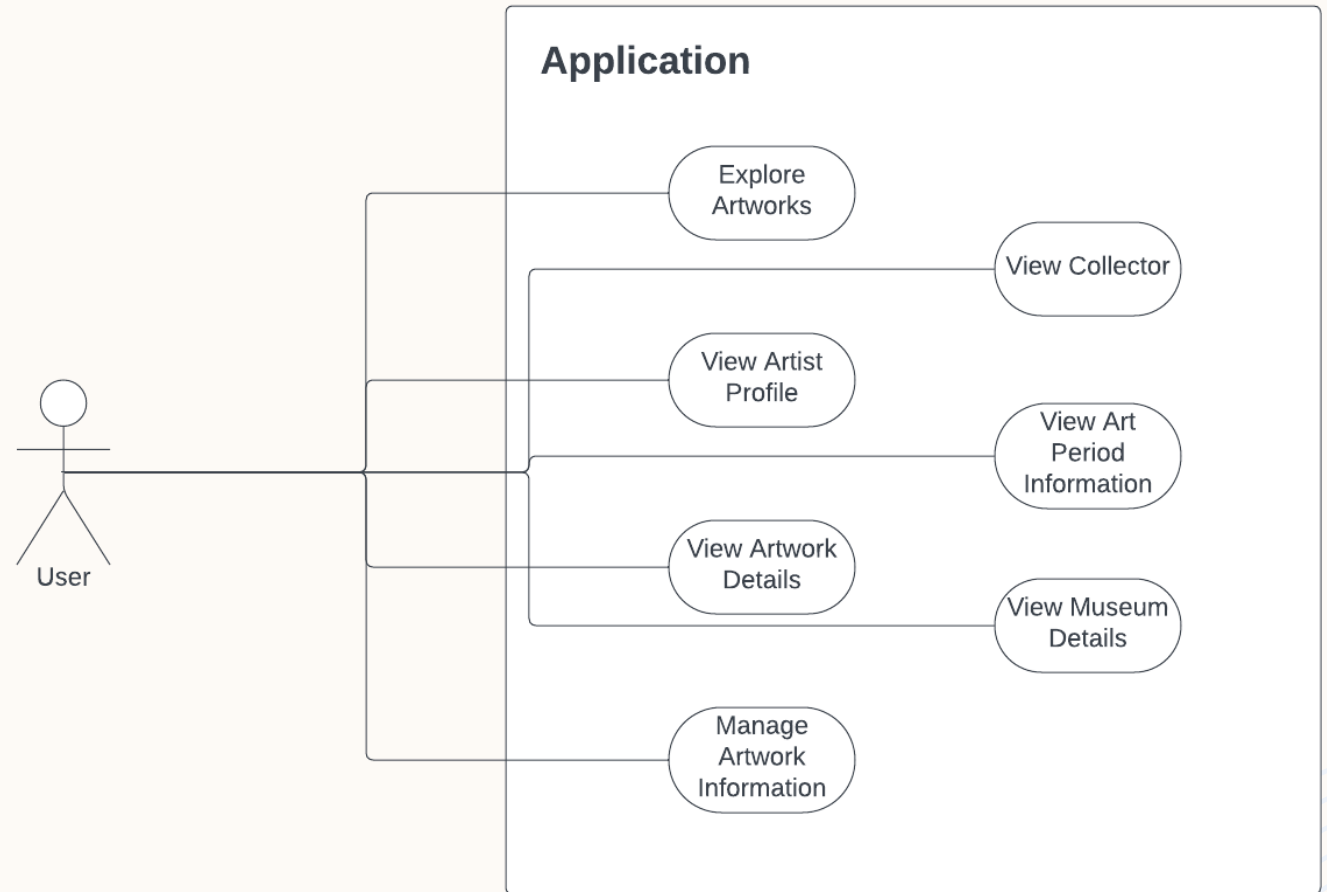 Application
Explore
Artworks
View Collector
View Artist
Profile
View Art
Period
Information
View Artwork
Details
User
View Museum
Details
Manage
Artwork
Information